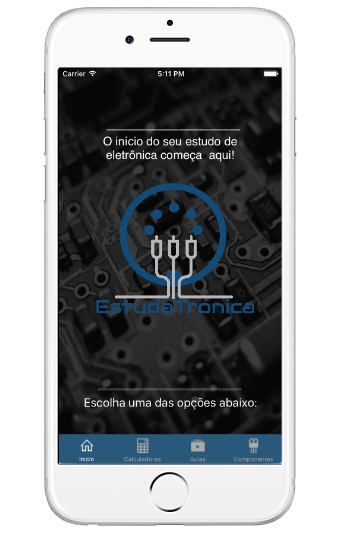 Carrier 5:11 PM
O início do seu estudo de
eletrônica começa aqui!
EstudaTronica
Escolha uma das opções abaixo:
Início Calculadoras Aulas Componentes